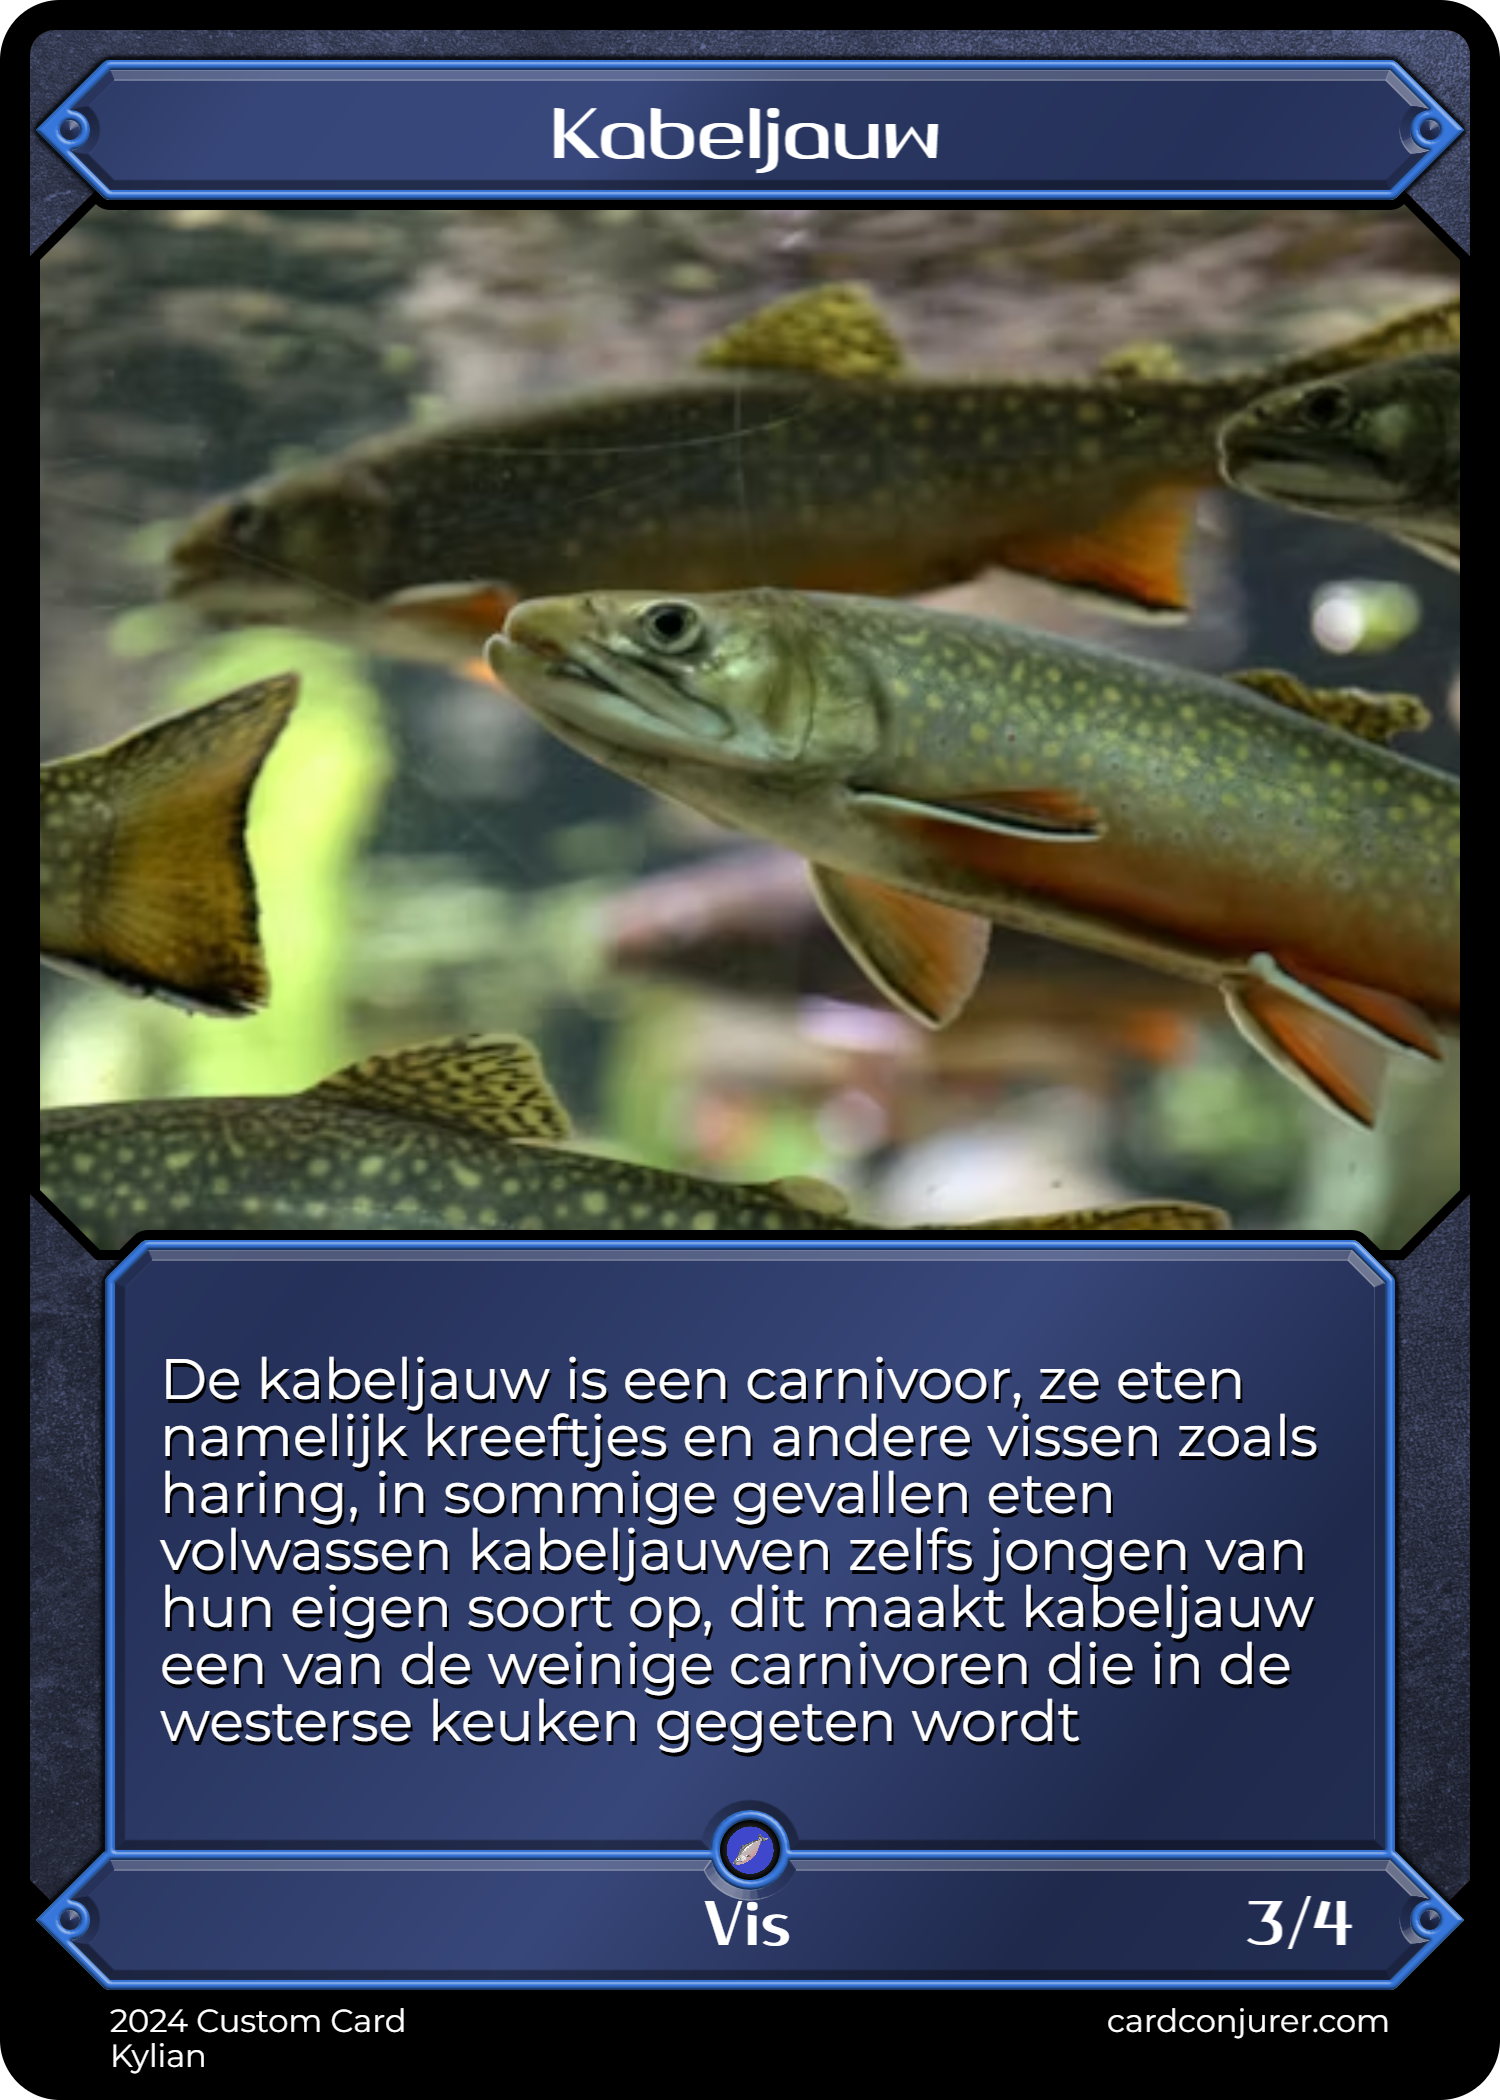 Kabeljauw
De kabeljauw is een carnivoor, ze eten
namelijk kreeftjes en andere vissen zoals
haring, in sommige gevallen eten
volwassen kabeljauwen zelfs jongen van
hun eigen soort op, dit maakt kabeljauw
een van de weinige carnivoren die in de
westerse keuken gegeten wordt
Vis 3/4
2024 Custom Card cardconjurer.com
Kylian